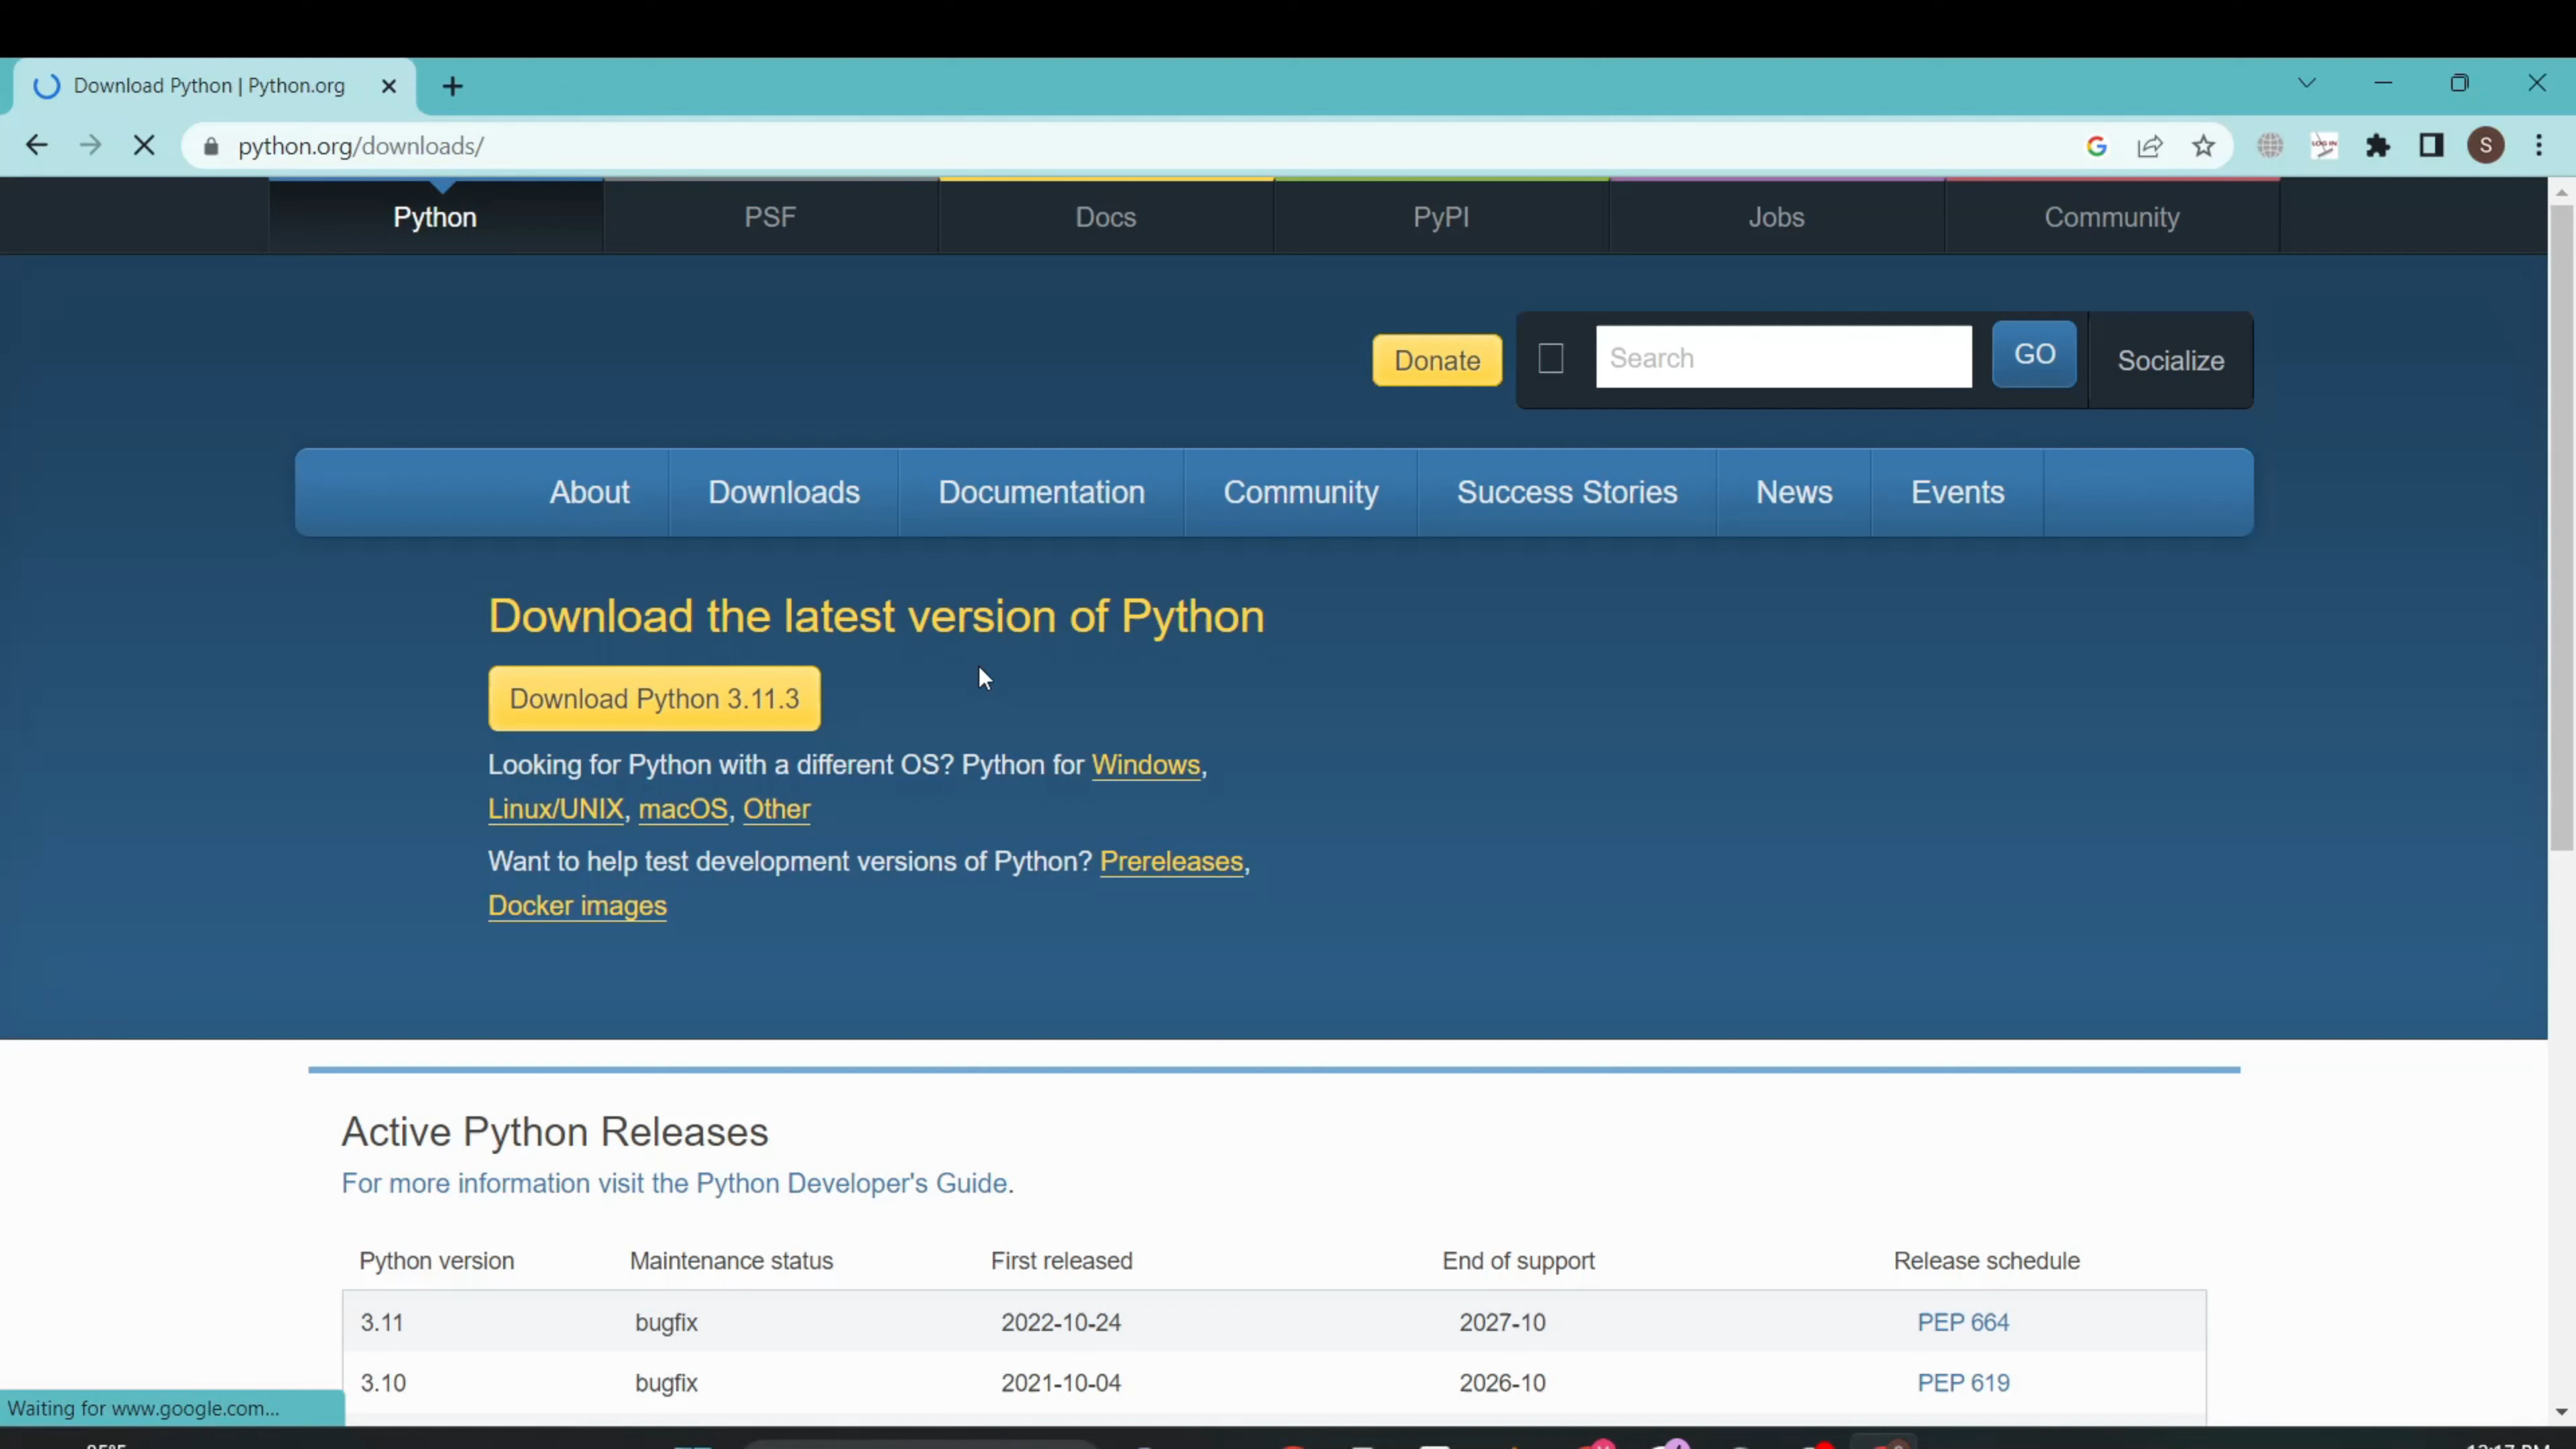 Download Python | Python.org
python.org/downloads/
LOG IN
S
Python PSF Docs PyPI Jobs Community
Donate Search GO Socialize
About Downloads Documentation Community Success Stories News Events
Download the latest version of Python
Download Python 3.11.3
Looking for Python with a different OS? Python for Windows,
Linux/UNIX, macOS, Other
Want to help test development versions of Python? Prereleases,
Docker images
Active Python Releases
For more information visit the Python Developer's Guide.
Python version Maintenance status First released End of support Release schedule
3.11 bugfix 2022-10-24 2027-10 PEP 664
3.10 bugfix 2021-10-04 2026-10 PEP 619
Waiting for www.google.com...